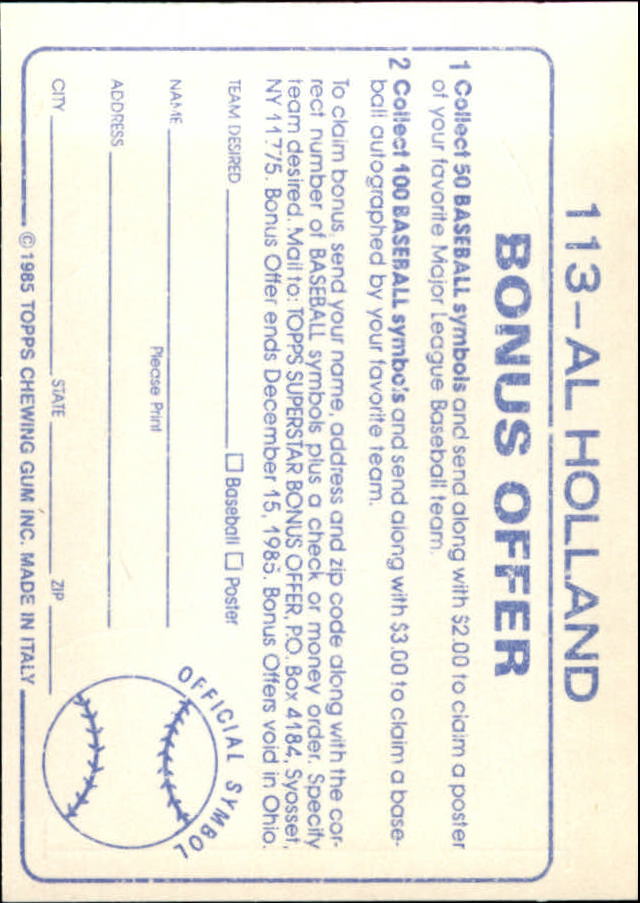 113–AL HOLLAND
BONUS OFFER
1 Collect 50 BASEBALL symbols and send along with $2.00 to claim a poster
of your favorite Major League Baseball team.
2 Collect 100 BASEBALL symbols and send along with $3.00 to claim a base-
ball autographed by your favorite team.
To claim bonus, send your name, address and zip code along with the cor-
rect number of BASEBALL symbols plus a check or money order. Specify
team desired. Mail to: TOPPS SUPERSTAR BONUS OFFER, P.O. Box 4184, Syosset,
NY 11775. Bonus Offer ends December 15, 1985. Bonus Offers void in Ohio.
TEAM DESIRED ☐ Baseball ☐ Poster
NAME
Please Print
ADDRESS
CITY STATE ZIP
OFFICIAL SYMBOL
© 1985 TOPPS CHEWING GUM INC. MADE IN ITALY